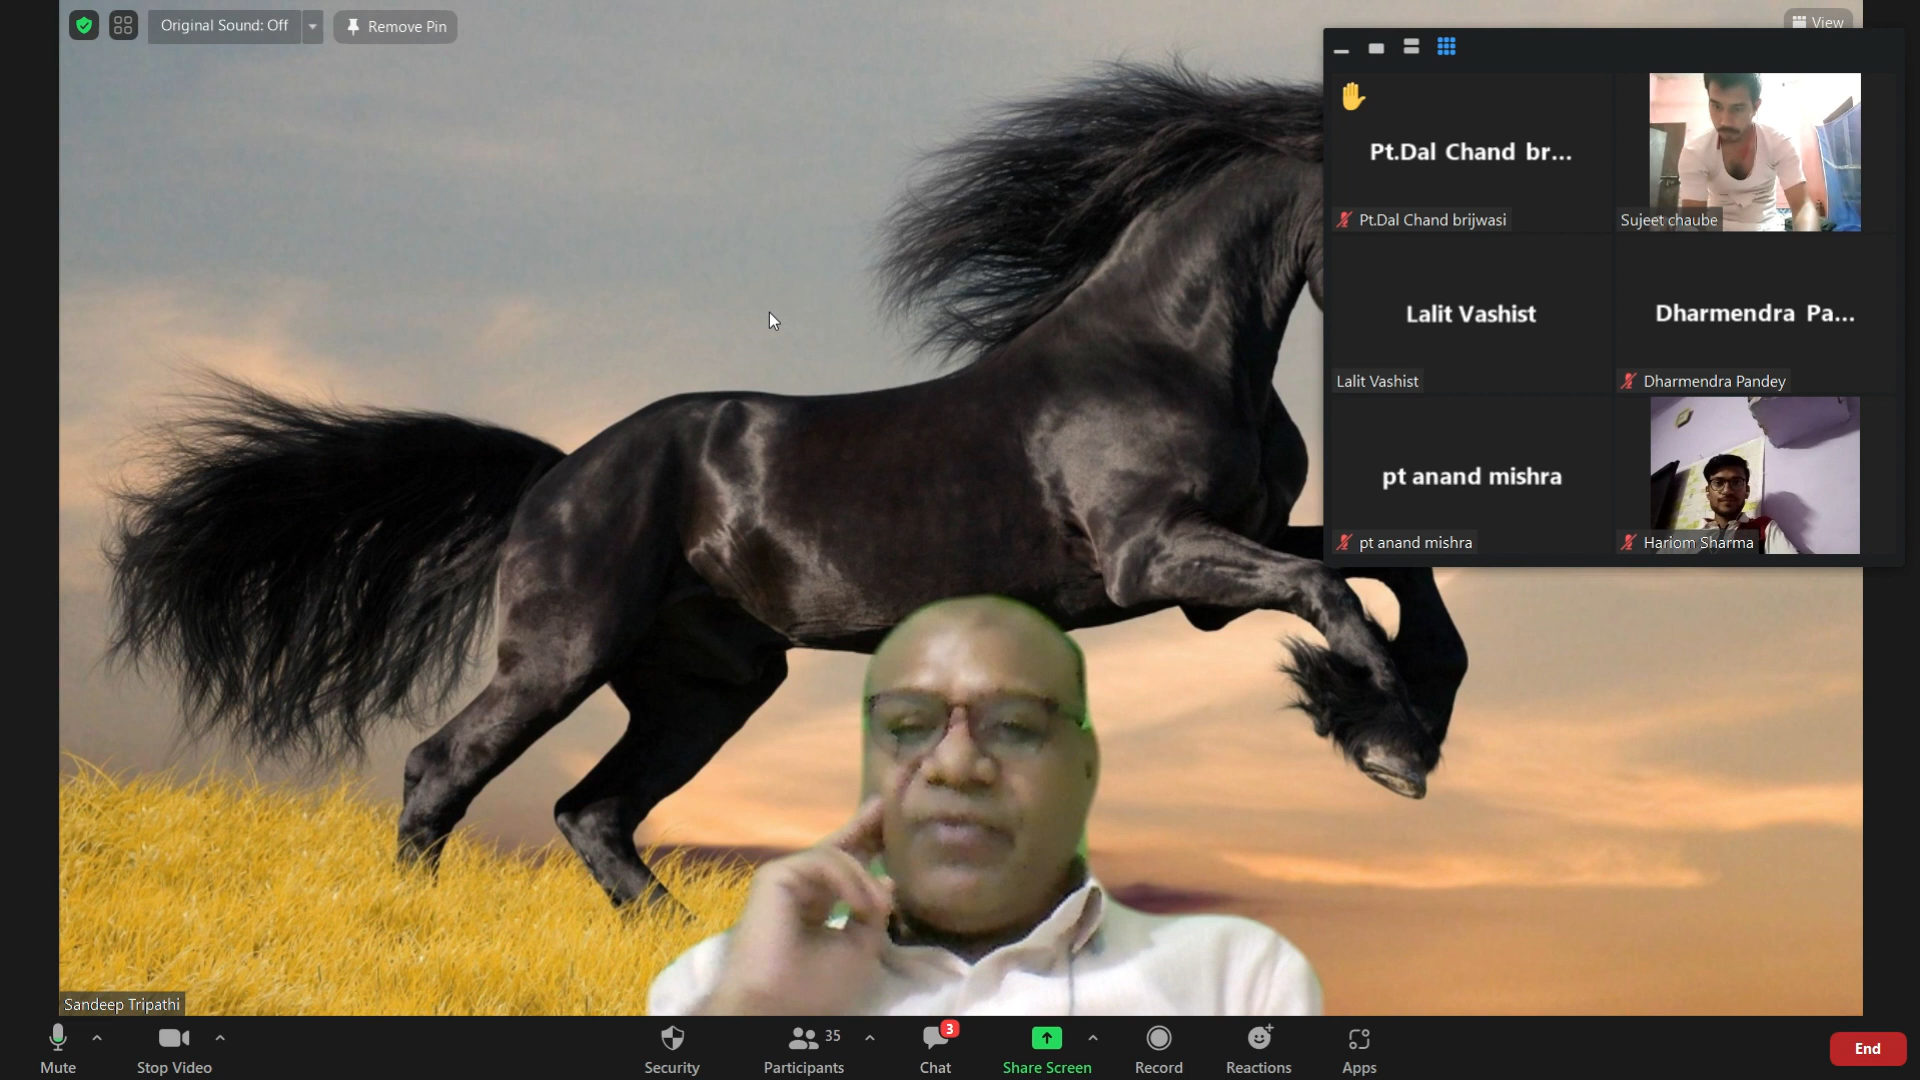 Original Sound: Off
Remove Pin
View
Pt.Dal Chand br...
Pt.Dal Chand brijwasi
Sujeet chaube
Lalit Vashist
Lalit Vashist
Dharmendra Pa...
Dharmendra Pandey
pt anand mishra
pt anand mishra
Hariom Sharma
Sandeep Tripathi
Mute
Stop Video
Security
35
Participants
3
Chat
Share Screen
Record
Reactions
Apps
End